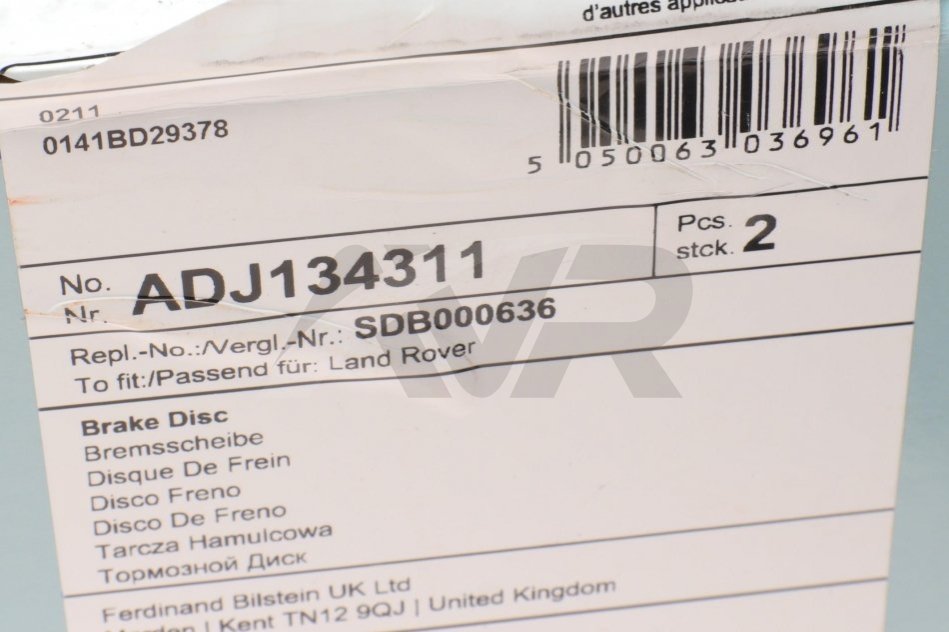 d'autres
0211
0141BD29378
5 050063 036961
No.
Nr. ADJ134311
Pcs.
stck. 2
Repl.-No.:/Vergl.-Nr.: SDB000636
To fit:/Passend für: Land Rover
Brake Disc
Bremsscheibe
Disque De Frein
Disco Freno
Disco De Freno
Tarcza Hamulcowa
Тормозной Диск
Ferdinand Bilstein UK Ltd
| Kent TN12 9QJ | United Kingdom
VR